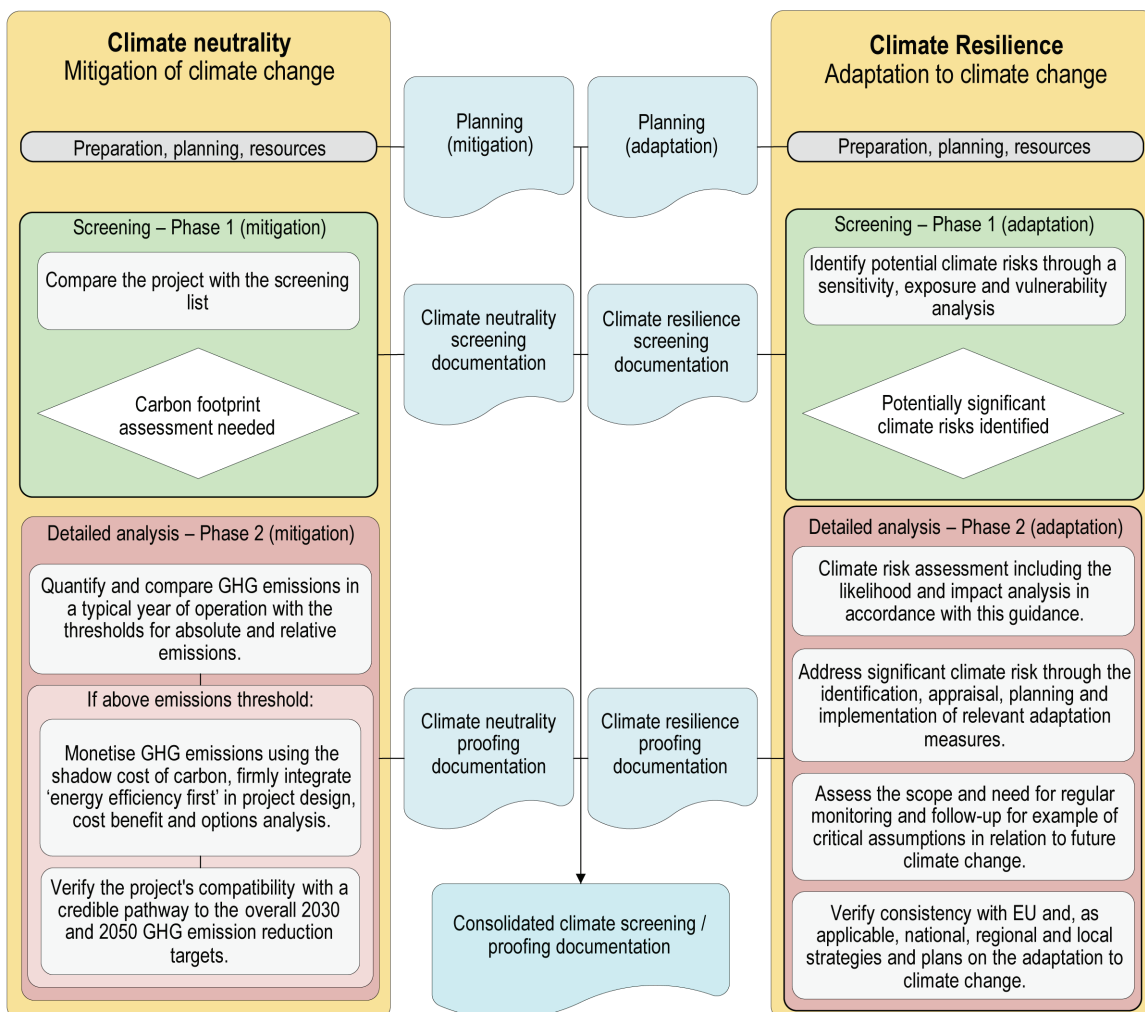 Climate neutrality
Mitigation of climate change
Preparation, planning, resources
Screening – Phase 1 (mitigation)
Compare the project with the screening
list
Carbon footprint
assessment needed
Detailed analysis – Phase 2 (mitigation)
Quantify and compare GHG emissions in
a typical year of operation with the
thresholds for absolute and relative
emissions.
If above emissions threshold:
Monetise GHG emissions using the
shadow cost of carbon, firmly integrate
‘energy efficiency first’ in project design,
cost benefit and options analysis.
Verify the project's compatibility with a
credible pathway to the overall 2030
and 2050 GHG emission reduction
targets.
Planning
(mitigation)
Planning
(adaptation)
Climate neutrality
screening
documentation
Climate resilience
screening
documentation
Climate neutrality
proofing
documentation
Climate resilience
proofing
documentation
Consolidated climate screening /
proofing documentation
Climate Resilience
Adaptation to climate change
Preparation, planning, resources
Screening – Phase 1 (adaptation)
Identify potential climate risks through a
sensitivity, exposure and vulnerability
analysis
Potentially significant
climate risks identified
Detailed analysis – Phase 2 (adaptation)
Climate risk assessment including the
likelihood and impact analysis in
accordance with this guidance.
Address significant climate risk through the
identification, appraisal, planning and
implementation of relevant adaptation
measures.
Assess the scope and need for regular
monitoring and follow-up for example of
critical assumptions in relation to future
climate change.
Verify consistency with EU and, as
applicable, national, regional and local
strategies and plans on the adaptation to
climate change.